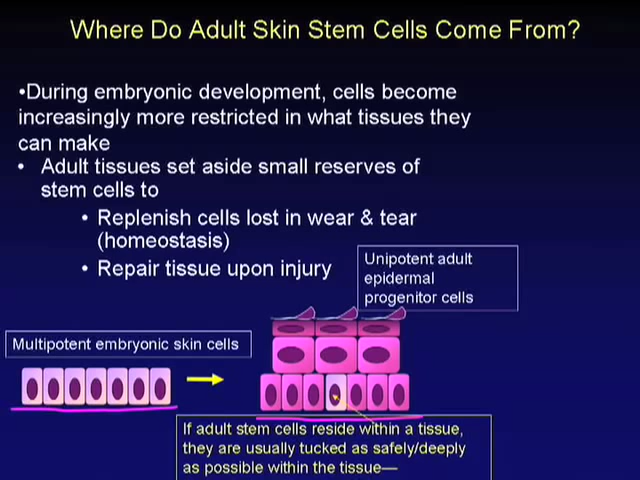 Where Do Adult Skin Stem Cells Come From?
•During embryonic development, cells become
increasingly more restricted in what tissues they
can make
• Adult tissues set aside small reserves of
stem cells to
• Replenish cells lost in wear & tear
(homeostasis)
• Repair tissue upon injury
Unipotent adult
epidermal
progenitor cells
Multipotent embryonic skin cells
If adult stem cells reside within a tissue,
they are usually tucked as safely/deeply
as possible within the tissue—